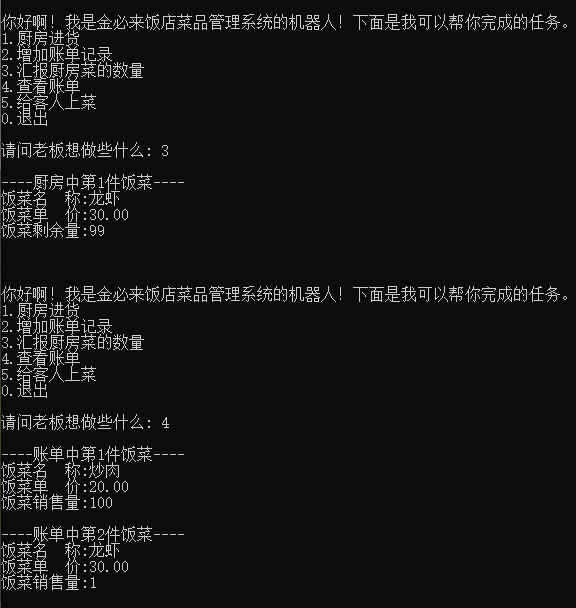 你好啊! 我是金必来饭店菜品管理系统的机器人! 下面是我可以帮你完成的任务。
1.厨房进货
2.增加账单记录
3.汇报厨房菜的数量
4.查看账单
5.给客人上菜
0.退出
请问老板想做些什么: 3
----厨房中第1件饭菜----
饭菜名  称:龙虾
饭菜单  价:30.00
饭菜剩余量:99
你好啊! 我是金必来饭店菜品管理系统的机器人! 下面是我可以帮你完成的任务。
1.厨房进货
2.增加账单记录
3.汇报厨房菜的数量
4.查看账单
5.给客人上菜
0.退出
请问老板想做些什么: 4
----账单中第1件饭菜----
饭菜名  称:炒肉
饭菜单  价:20.00
饭菜销售量:100
----账单中第2件饭菜----
饭菜名  称:龙虾
饭菜单  价:30.00
饭菜销售量:1